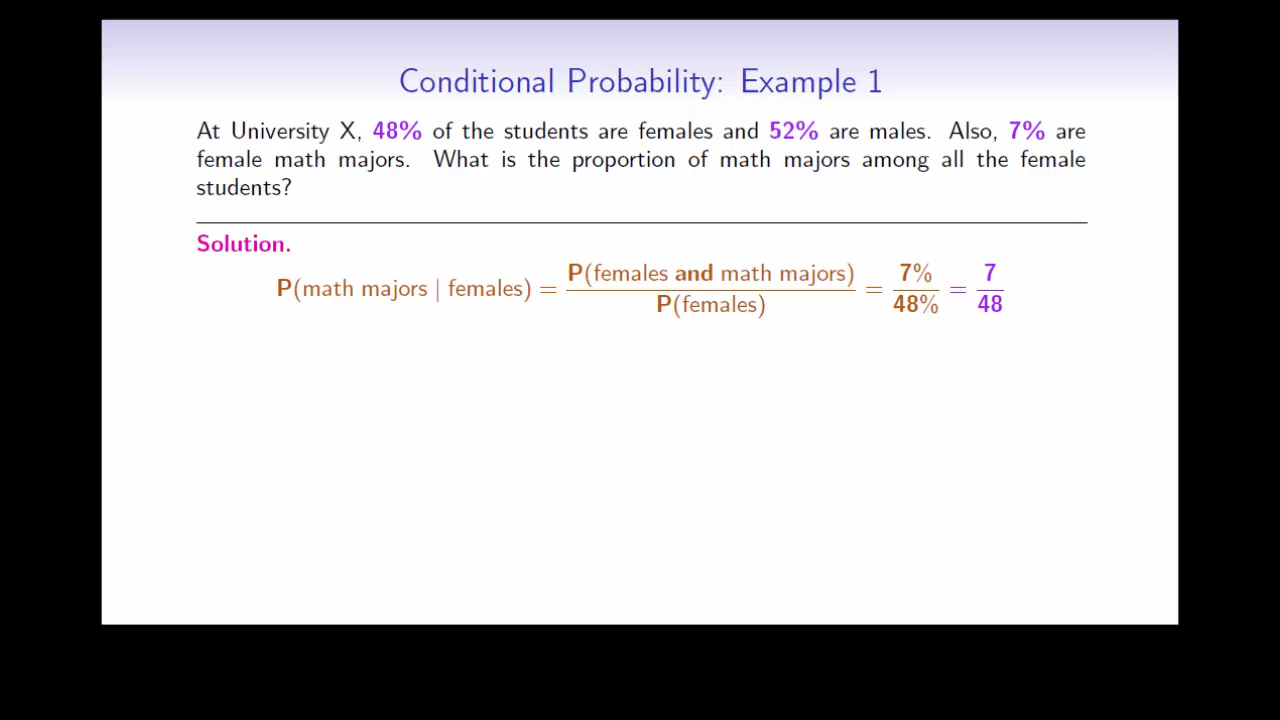 Conditional Probability: Example 1
At University X, 48% of the students are females and 52% are males. Also, 7% are
female math majors. What is the proportion of math majors among all the female
students?
Solution.
P(math majors | females) = P(females and math majors) / P(females) = 7% / 48% = 7 / 48